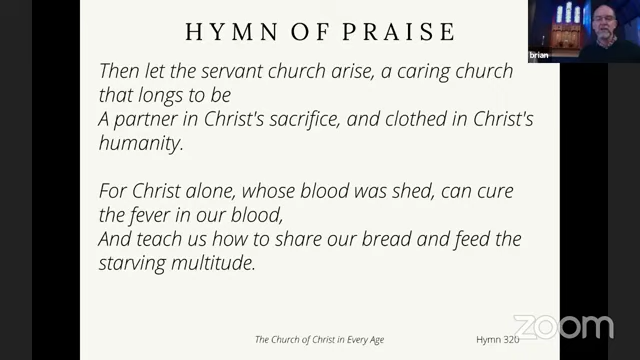 HYMN OF PRAISE
brian
Then let the servant church arise, a caring church
that longs to be
A partner in Christ's sacrifice, and clothed in Christ's
humanity.
For Christ alone, whose blood was shed, can cure
the fever in our blood,
And teach us how to share our bread and feed the
starving multitude.
The Church of Christ in Every Age
Hymn 320
zoom